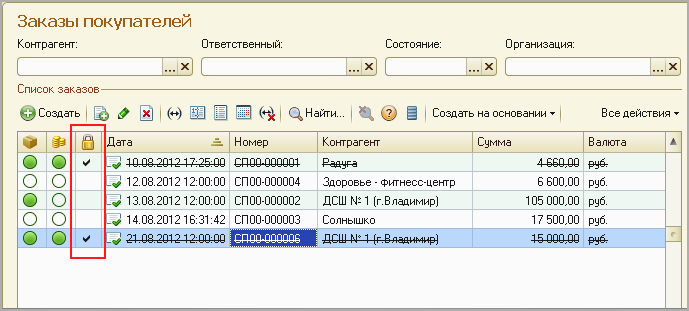 Заказы покупателей
Контрагент: Ответственный: Состояние: Организация:
... ... ... ...
Список заказов
Создать Найти... Создать на основании Все действия
Дата Номер Контрагент Сумма Валюта
10.08.2012 17:25:00 СП00-000001 Радуга 4 660,00 руб.
12.08.2012 12:00:00 СП00-000004 Здоровье - фитнесс-центр 6 600,00 руб.
13.08.2012 12:00:00 СП00-000002 ДСШ № 1 (г.Владимир) 105 000,00 руб.
14.08.2012 16:31:42 СП00-000003 Солнышко 17 500,00 руб.
21.08.2012 12:00:00 СП00-000006 ДСШ № 1 (г.Владимир) 15 000,00 руб.